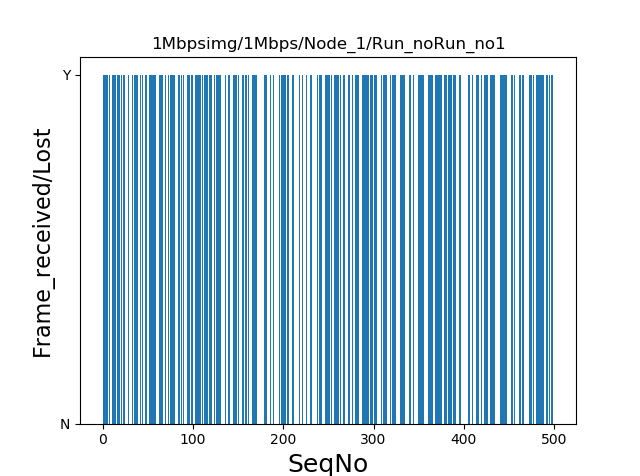 1Mbpsimg/1Mbps/Node_1/Run_noRun_no1
Y
Frame_received/Lost
N
0 100 200 300 400 500
SeqNo